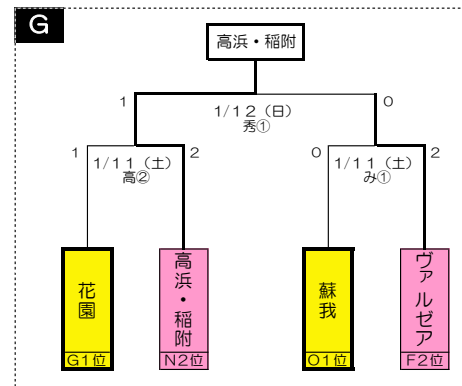 G
高浜・稲附
1
0
1/12（日）
秀①
1
2
0
2
1/11（土）
高②
1/11（土）
み①
花園
高浜・稲附
蘇我
ヴァルゼア
G1位
N2位
O1位
F2位